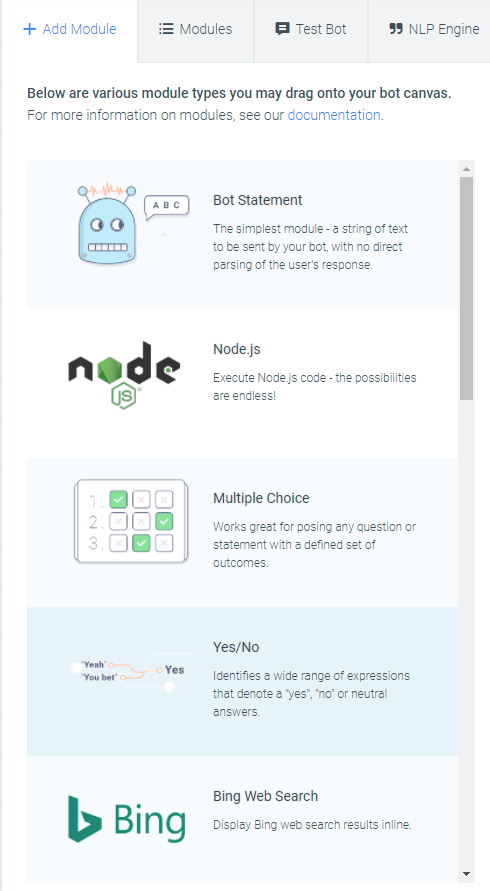 Add Module
Modules
Test Bot
NLP Engine
Below are various module types you may drag onto your bot canvas.
For more information on modules, see our documentation.
A B C
Bot Statement
The simplest module - a string of text
to be sent by your bot, with no direct
parsing of the user's response.
node
JS
Node.js
Execute Node.js code - the possibilities
are endless!
1.
2.
3.
Multiple Choice
Works great for posing any question or
statement with a defined set of
outcomes.
"Yeah"
"You bet"
Yes
Yes/No
Identifies a wide range of expressions
that denote a "yes", "no" or neutral
answers.
Bing
Bing Web Search
Display Bing web search results inline.